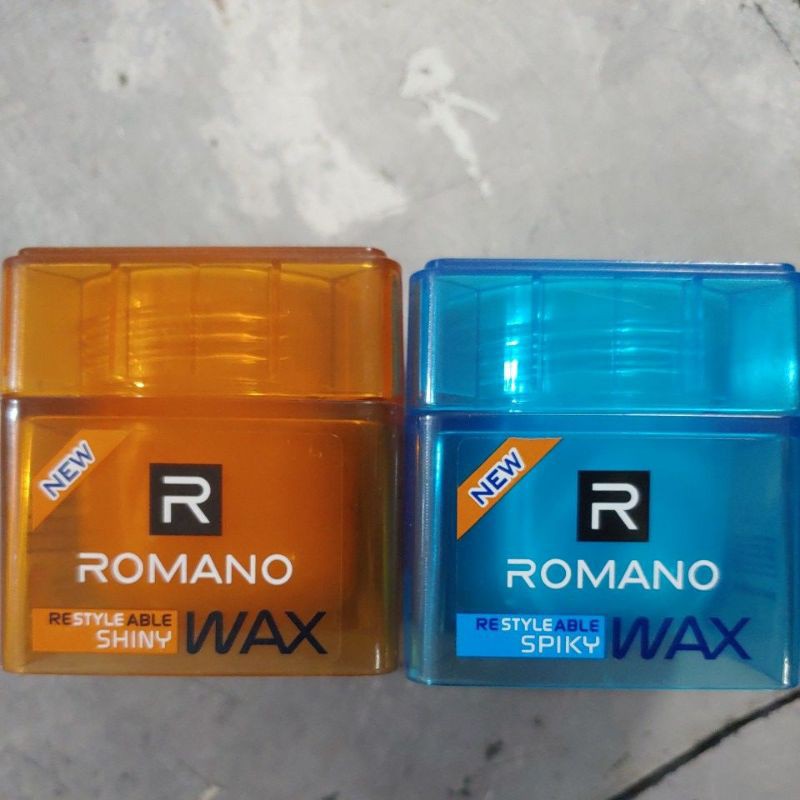 NEW
R
ROMANO
RESTYLEABLE
SHINY WAX
NEW
R
ROMANO
RESTYLEABLE
SPIKY WAX